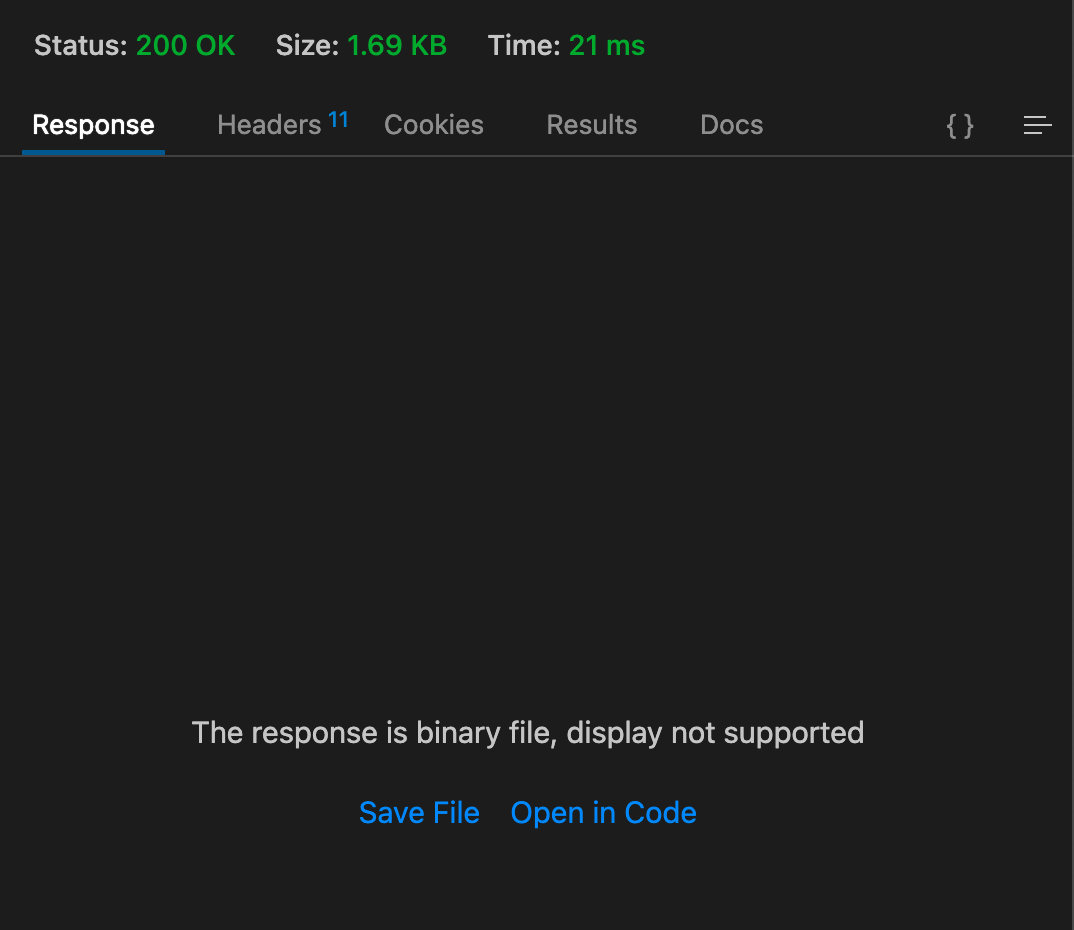 Status: 200 OK Size: 1.69 KB Time: 21 ms
Response Headers 11 Cookies Results Docs { }
The response is binary file, display not supported
Save File Open in Code